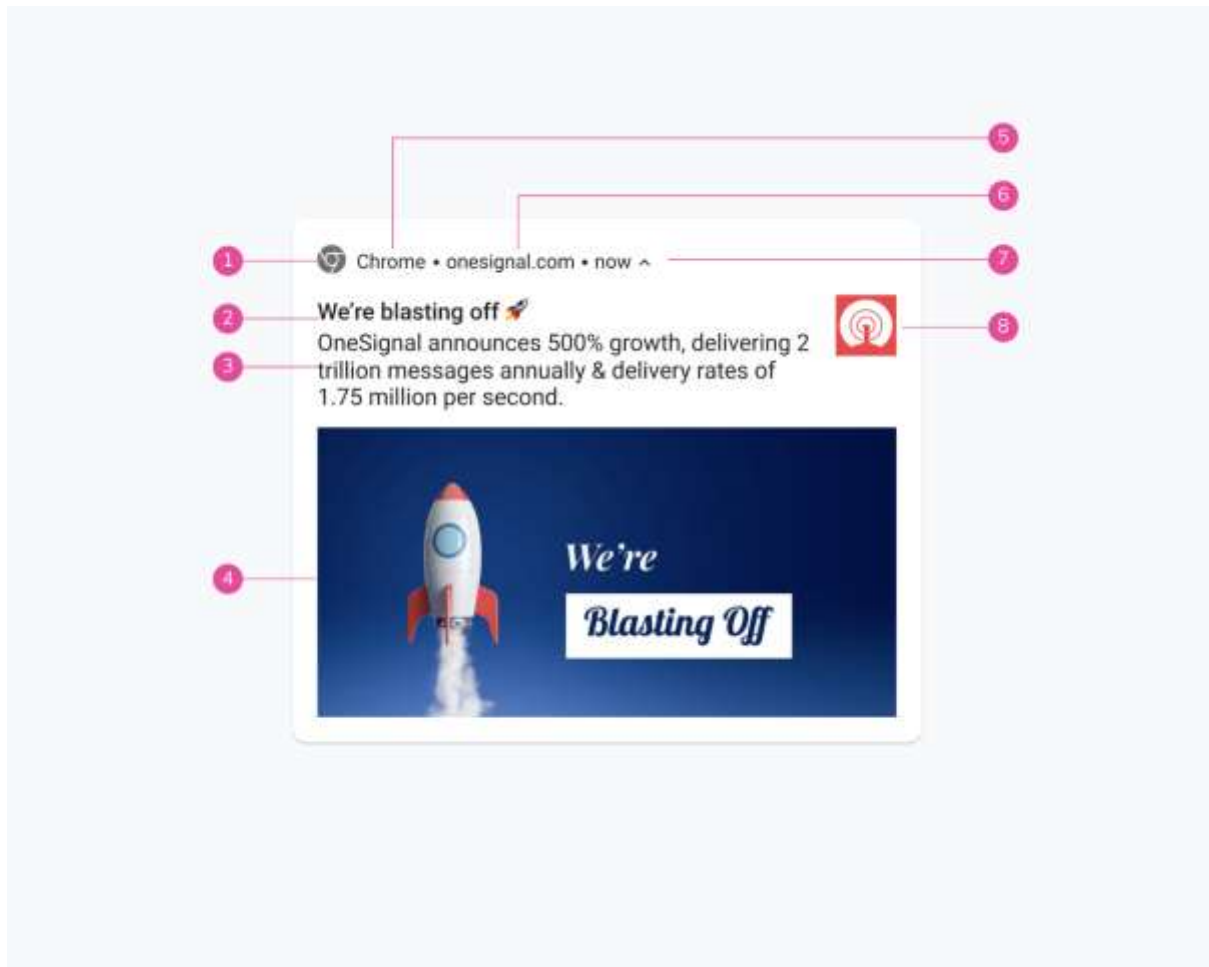 5
6
1 Chrome • onesignal.com • now 7
2 We're blasting off 🚀 8
OneSignal announces 500% growth, delivering 2
3 trillion messages annually & delivery rates of
1.75 million per second.
We're
4 Blasting Off